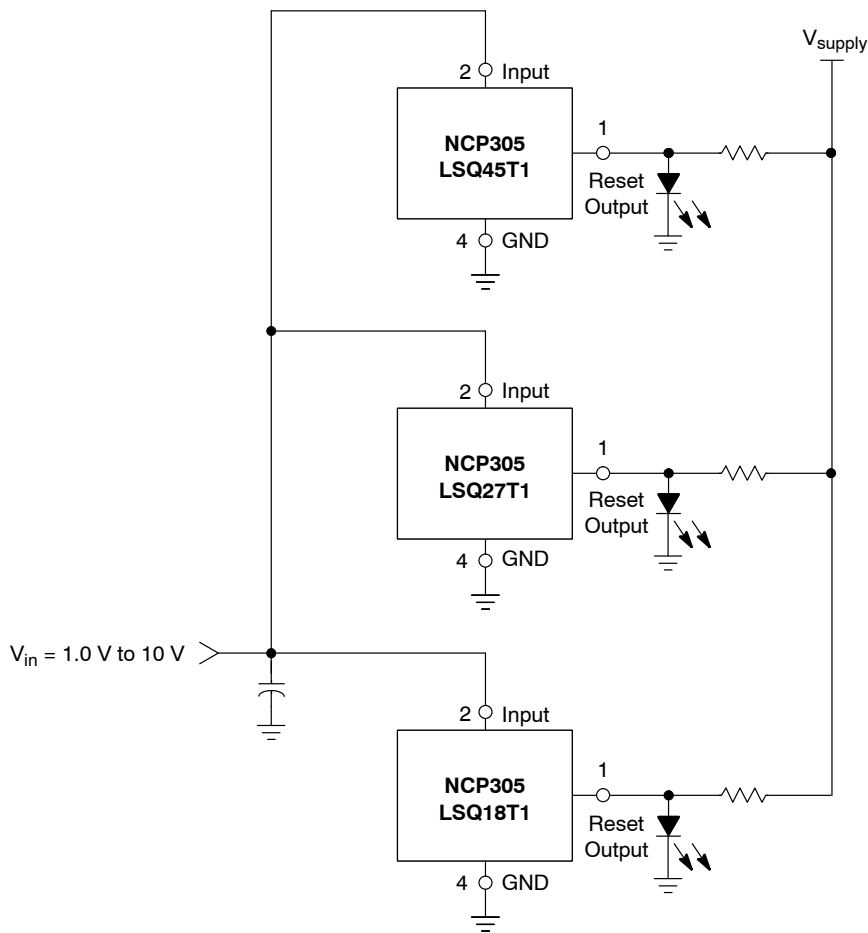 V_supply
2 Input
NCP305
LSQ45T1
1
Reset
Output
4 GND
2 Input
NCP305
LSQ27T1
1
Reset
Output
4 GND
V_in = 1.0 V to 10 V
2 Input
NCP305
LSQ18T1
1
Reset
Output
4 GND